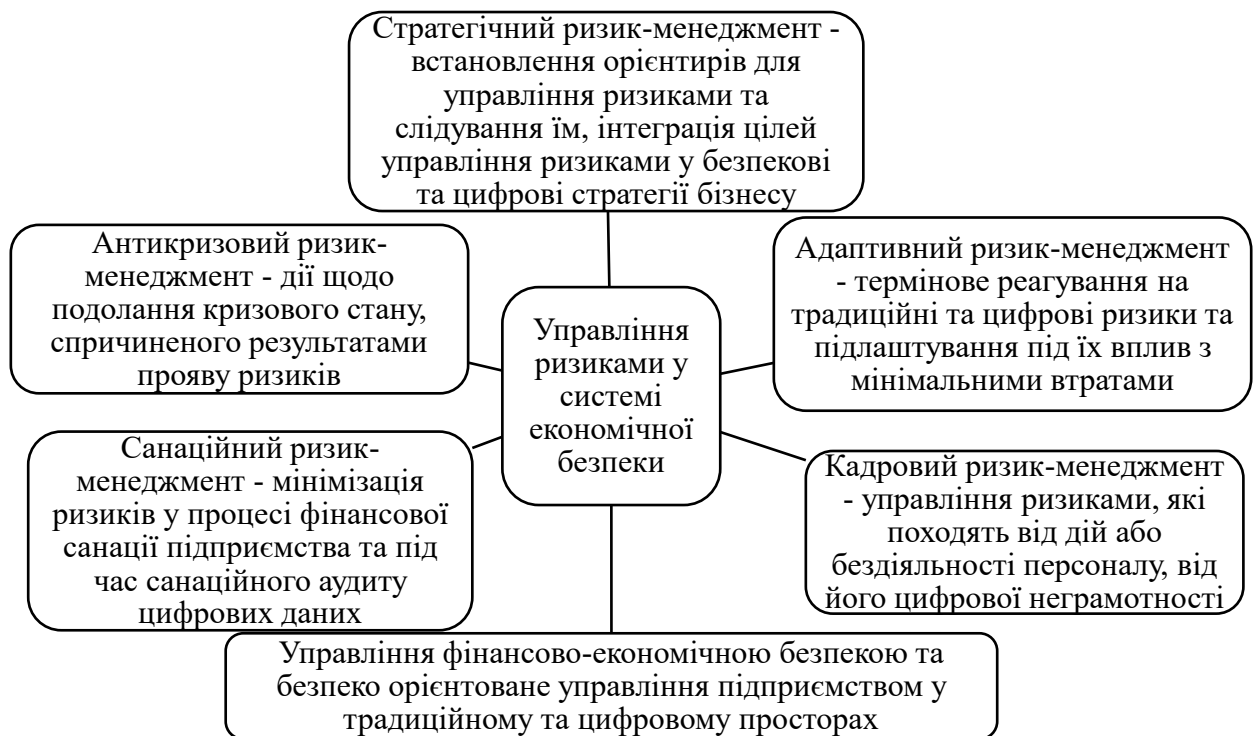 Стратегічний ризик-менеджмент -
встановлення орієнтирів для
управління ризиками та
слідування їм, інтеграція цілей
управління ризиками у безпекові
та цифрові стратегії бізнесу
Антикризовий ризик-
менеджмент - дії щодо
подолання кризового стану,
спричиненого результатами
прояву ризиків
Адаптивний ризик-менеджмент
- термінове реагування на
традиційні та цифрові ризики та
підлаштування під їх вплив з
мінімальними втратами
Управління
ризиками у
системі
економічної
безпеки
Санаційний ризик-
менеджмент - мінімізація
ризиків у процесі фінансової
санації підприємства та під
час санаційного аудиту
цифрових даних
Кадровий ризик-менеджмент
- управління ризиками, які
походять від дій або
бездіяльності персоналу, від
його цифрової неграмотності
Управління фінансово-економічною безпекою та
безпеко орієнтоване управління підприємством у
традиційному та цифровому просторах